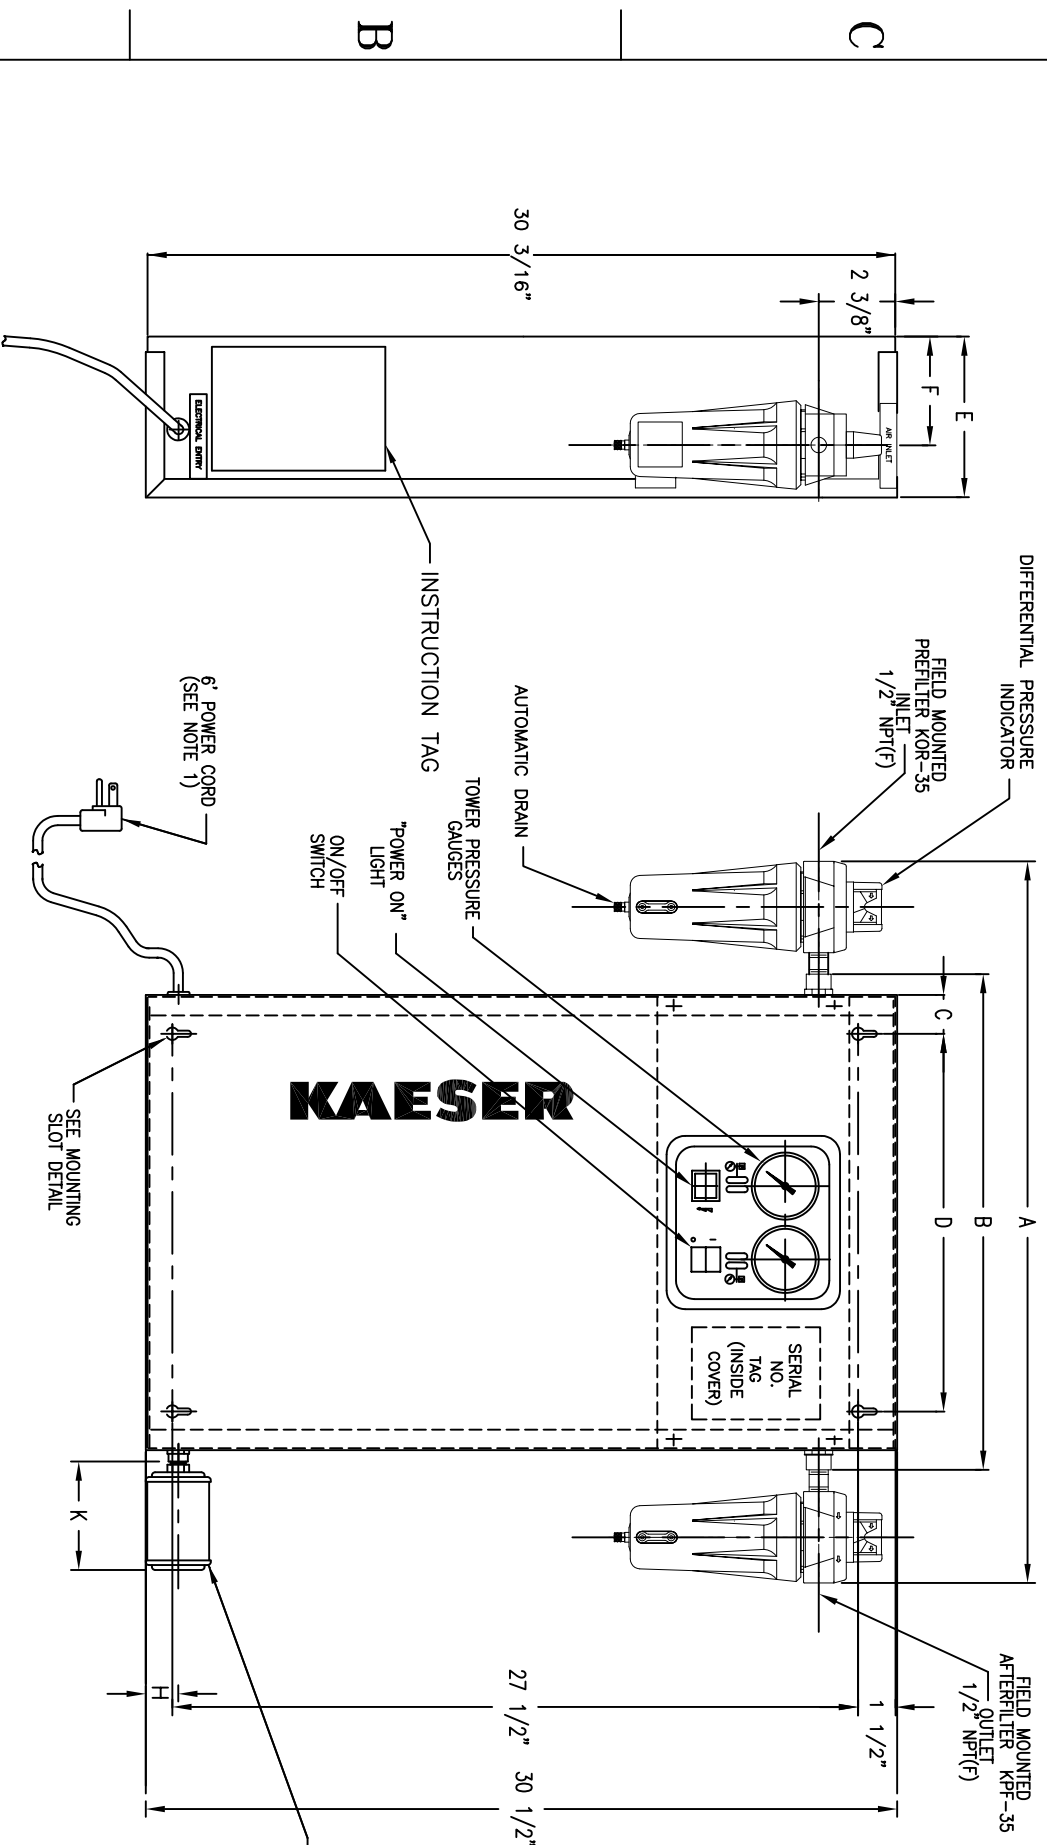 B
C
30 3/16"
2 3/8"
F
E
AIR INLET
ELECTRICAL ENTRY
INSTRUCTION TAG
DIFFERENTIAL PRESSURE
INDICATOR
FIELD MOUNTED
PREFILTER KOR-35
INLET
1/2" NPT(F)
AUTOMATIC DRAIN
TOWER PRESSURE
GAUGES
"POWER ON"
LIGHT
ON/OFF
SWITCH
6' POWER CORD
(SEE NOTE 1)
SEE MOUNTING
SLOT DETAIL
A
B
C
D
KAESER
SERIAL
NO.
TAG
(INSIDE
COVER)
K
H
27 1/2"
1 1/2"
30 1/2"
FIELD MOUNTED
AFTERFILTER KPF-35
OUTLET
1/2" NPT(F)